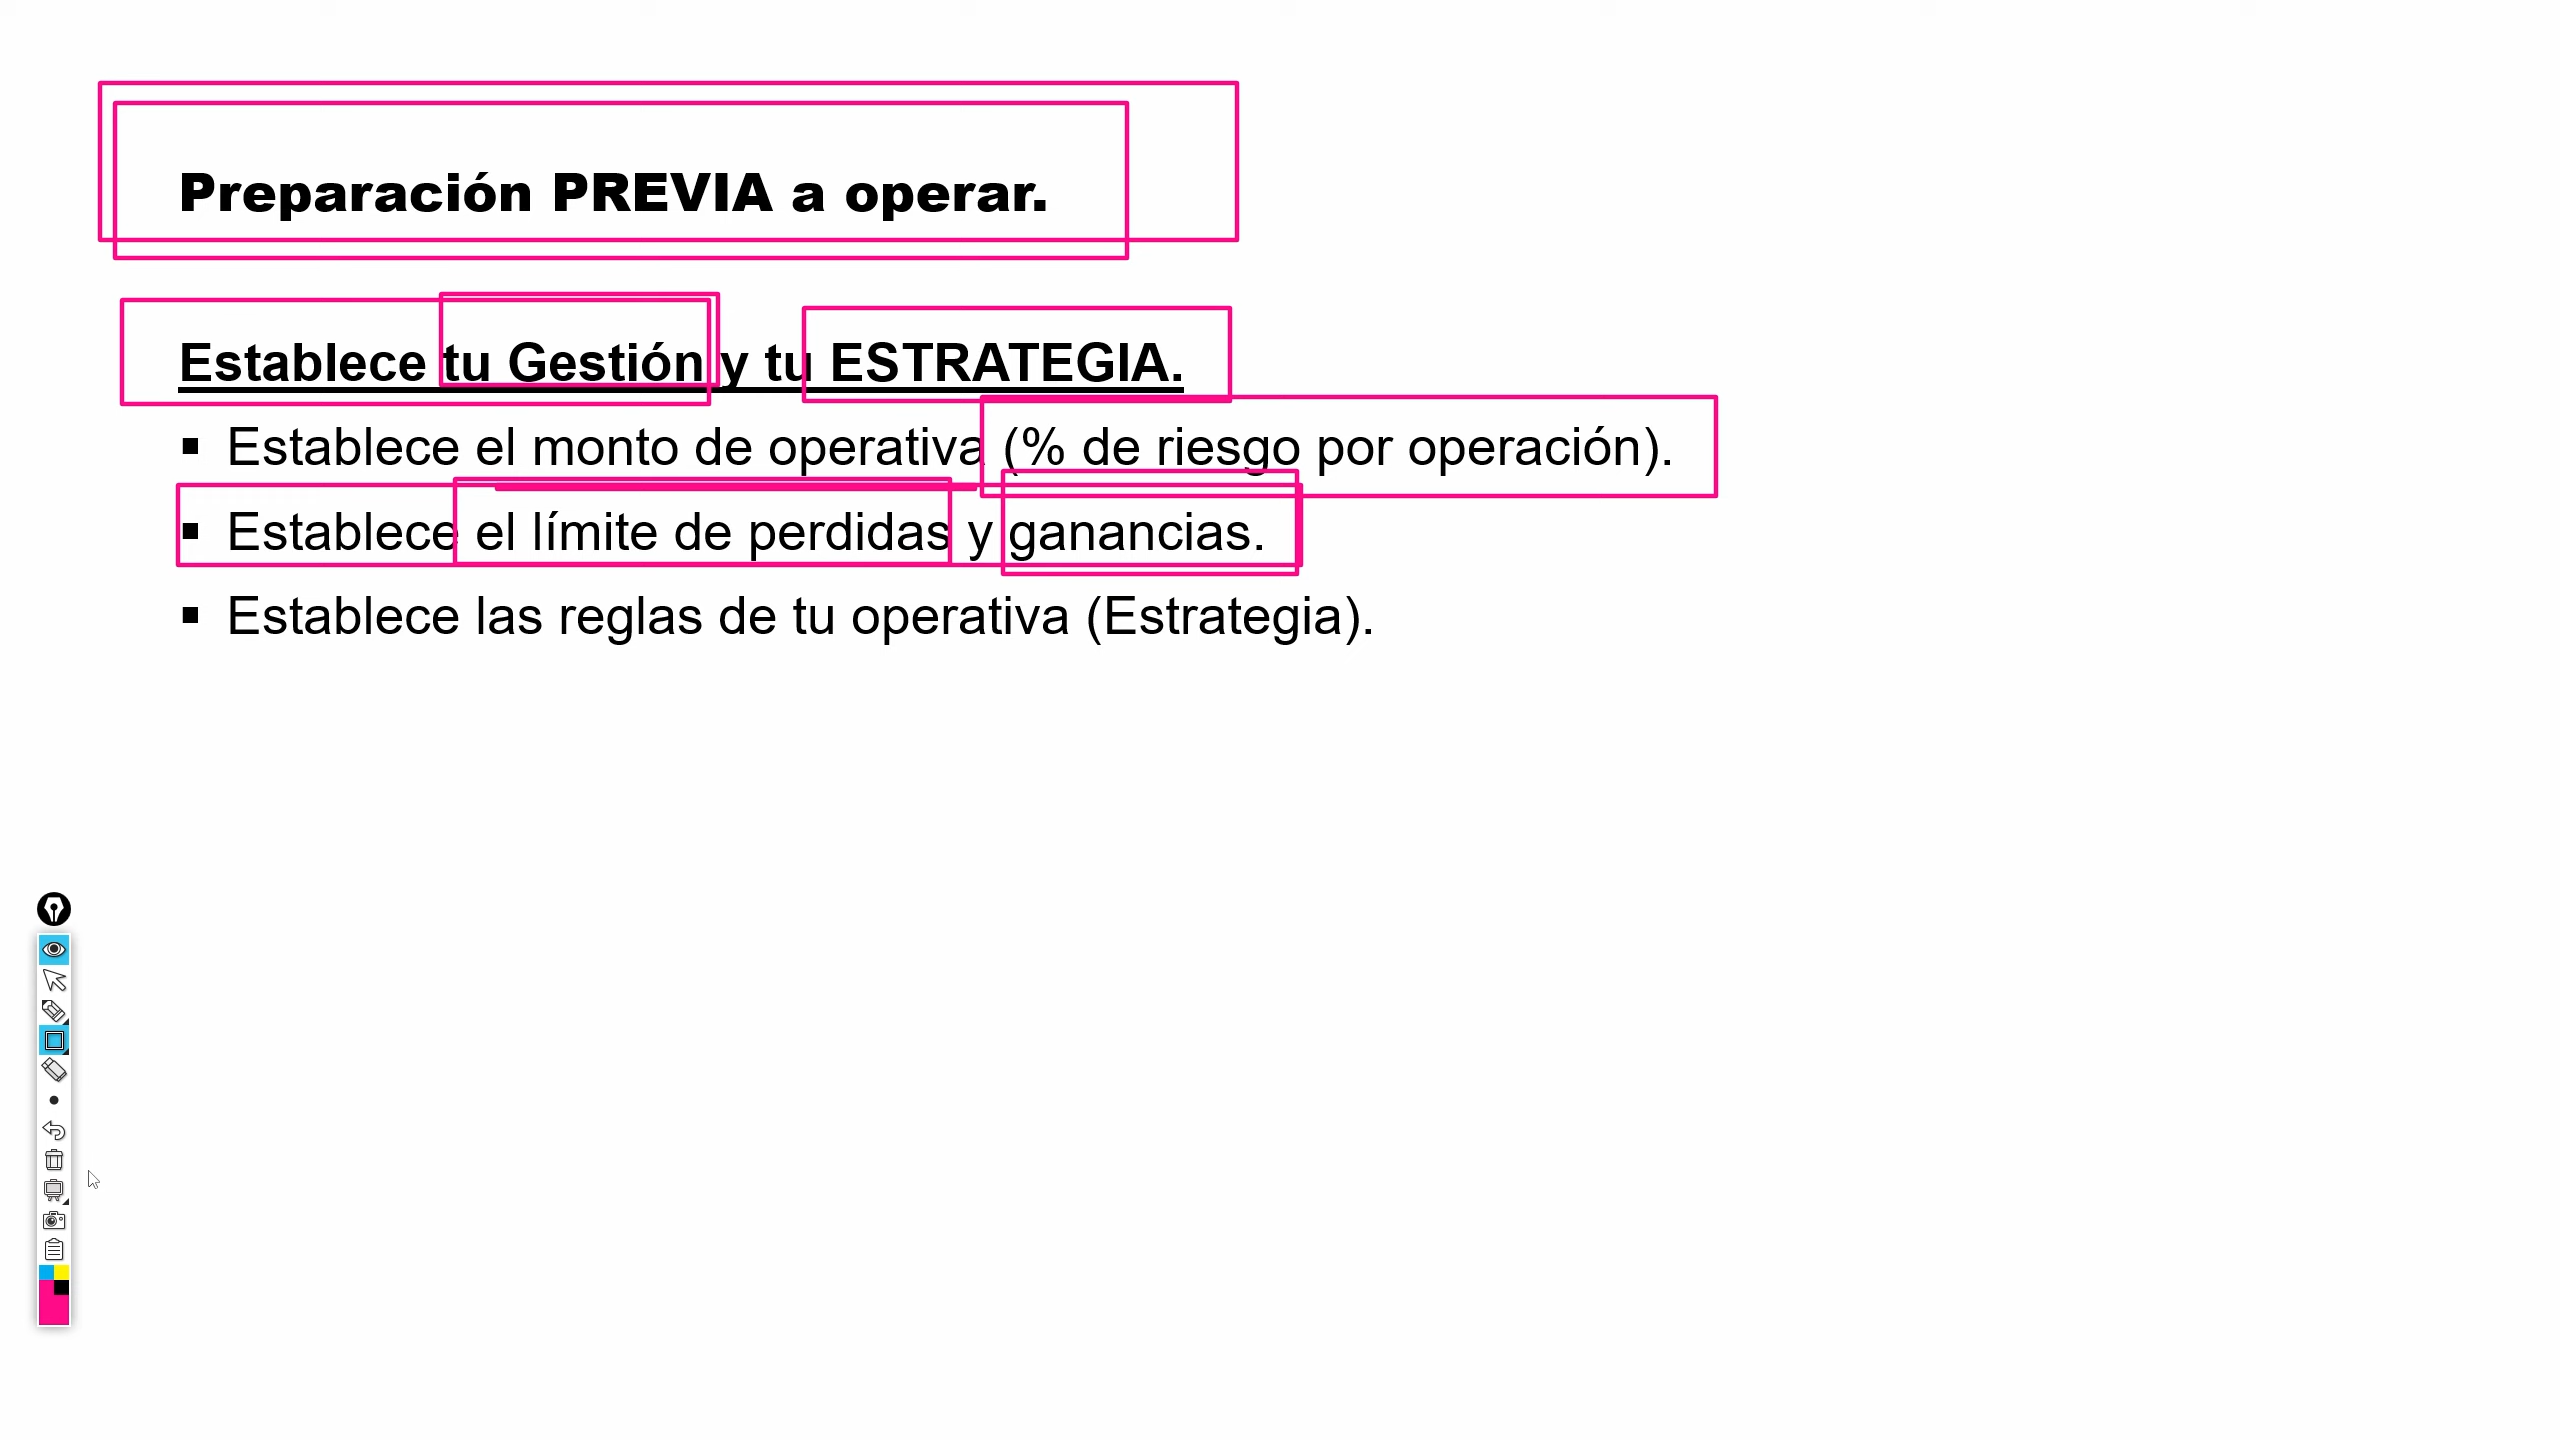 Preparación PREVIA a operar.
Establece tu Gestión y tu ESTRATEGIA.
▪ Establece el monto de operativa (% de riesgo por operación).
▪ Establece el límite de perdidas y ganancias.
▪ Establece las reglas de tu operativa (Estrategia).